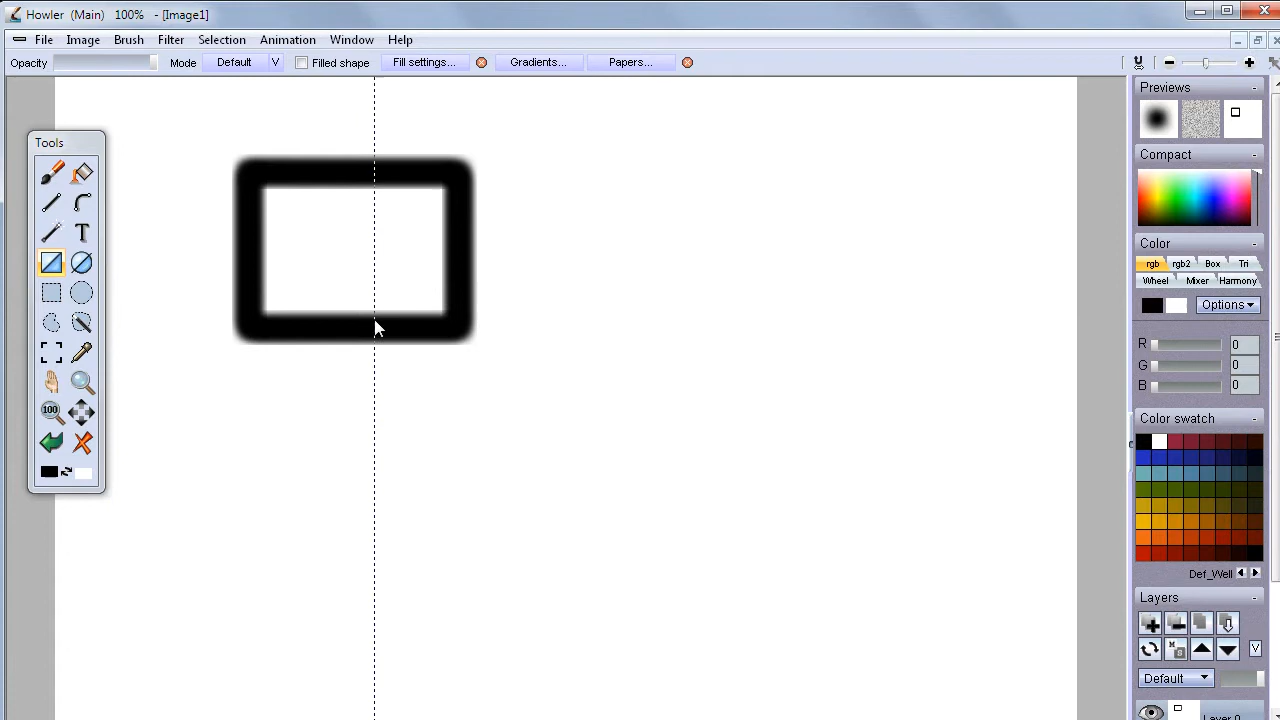 Howler (Main) 100% - [Image1]
File Image Brush Filter Selection Animation Window Help
Opacity Mode Default V Filled shape Fill settings... Gradients... Papers...
Previews
Tools
Compact
T
Color
rgb rgb2 Box Tri
Wheel Mixer Harmony
Options
R 0
G 0
B 0
100
Color swatch
Def_Well
Layers
M S V
Default
Layer 0